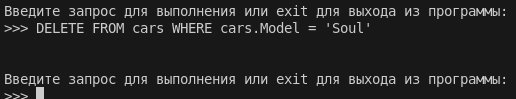 Введите запрос для выполнения или exit для выхода из программы:
>>> DELETE FROM cars WHERE cars.Model = 'Soul'
Введите запрос для выполнения или exit для выхода из программы:
>>>